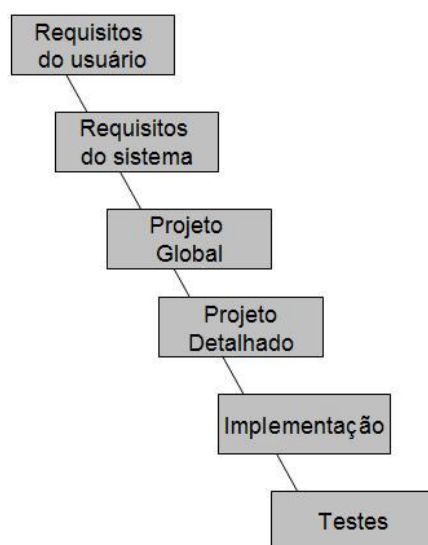 Requisitos
do usuário
Requisitos
do sistema
Projeto
Global
Projeto
Detalhado
Implementação
Testes